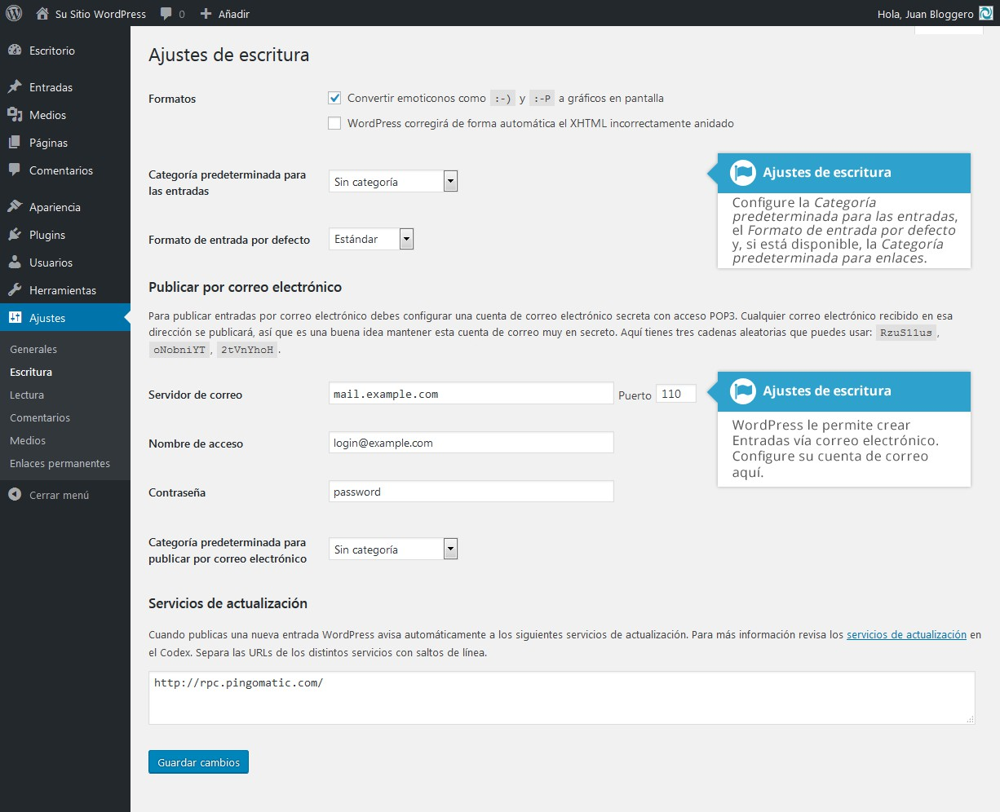 Su Sitio WordPress 0 Añadir Hola, Juan Bloggero
Escritorio
Entradas
Medios
Páginas
Comentarios
Apariencia
Plugins
Usuarios
Herramientas
Ajustes
Generales
Escritura
Lectura
Comentarios
Medios
Enlaces permanentes
Cerrar menú
Ajustes de escritura
Formatos
Convertir emoticonos como :-) y :-P a gráficos en pantalla
WordPress corregirá de forma automática el XHTML incorrectamente anidado
Categoría predeterminada para
las entradas
Sin categoría
Formato de entrada por defecto
Estándar
Ajustes de escritura
Configure la Categoría
predeterminada para las entradas,
el Formato de entrada por defecto
y, si está disponible, la Categoría
predeterminada para enlaces.
Publicar por correo electrónico
Para publicar entradas por correo electrónico debes configurar una cuenta de correo electrónico secreta con acceso POP3. Cualquier correo electrónico recibido en esa
dirección se publicará, así que es una buena idea mantener esta cuenta de correo muy en secreto. Aquí tienes tres cadenas aleatorias que puedes usar: RzuS11us ,
oNobniYT , 2tVnYhoH .
Servidor de correo
mail.example.com Puerto 110
Nombre de acceso
login@example.com
Contraseña
password
Ajustes de escritura
WordPress le permite crear
Entradas vía correo electrónico.
Configure su cuenta de correo
aquí.
Categoría predeterminada para
publicar por correo electrónico
Sin categoría
Servicios de actualización
Cuando publicas una nueva entrada WordPress avisa automáticamente a los siguientes servicios de actualización. Para más información revisa los servicios de actualización en
el Codex. Separa las URLs de los distintos servicios con saltos de línea.
http://rpc.pingomatic.com/
Guardar cambios